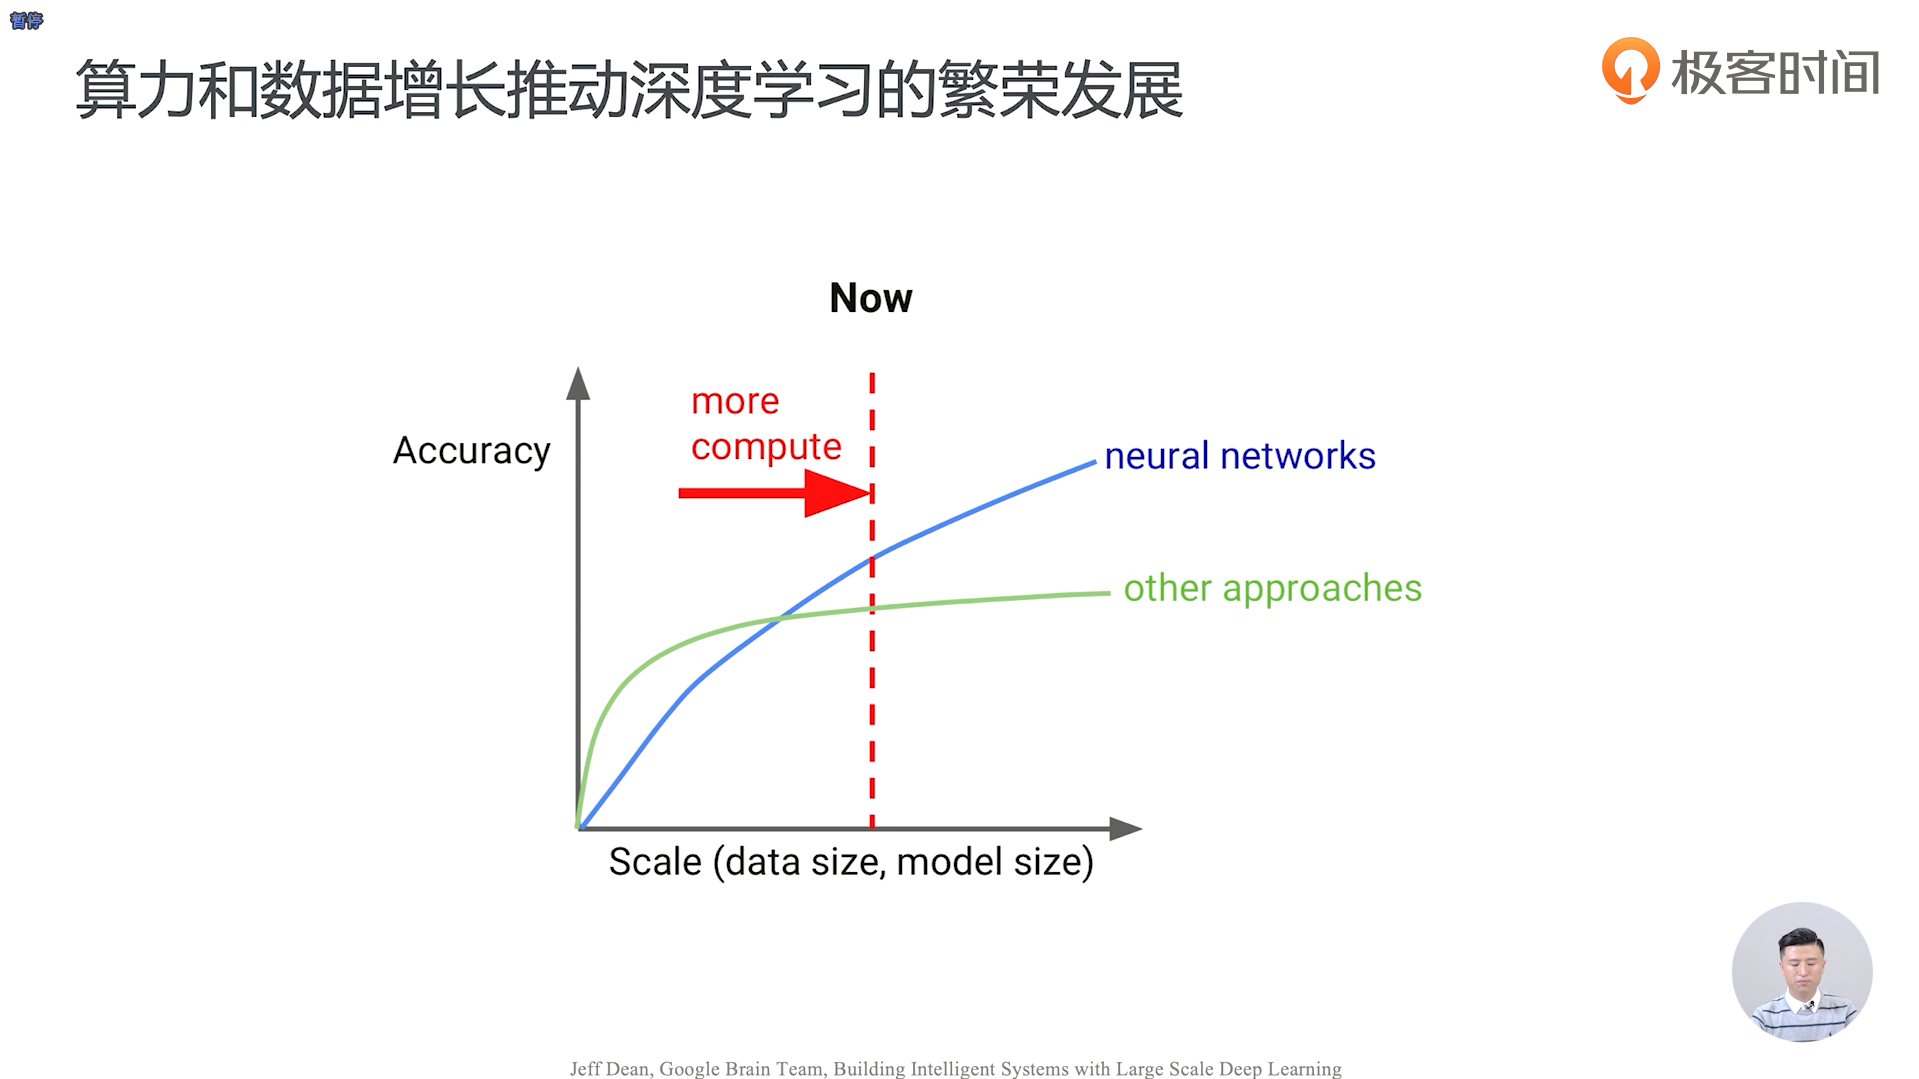 暂停
算力和数据增长推动深度学习的繁荣发展
极客时间
Now
more
compute
Accuracy
neural networks
other approaches
Scale (data size, model size)
Jeff Dean, Google Brain Team, Building Intelligent Systems with Large Scale Deep Learning